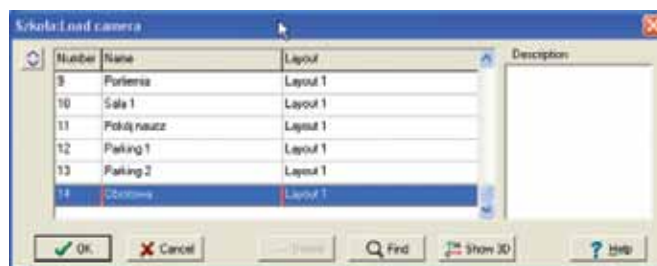 Szkola:Load camera
Number Name Layout Description
9 Portiernia Layout 1
10 Sala 1 Layout 1
11 Pokój naucz Layout 1
12 Parking 1 Layout 1
13 Parking 2 Layout 1
14 Obrotowa Layout 1
OK Cancel Find Show 3D Help